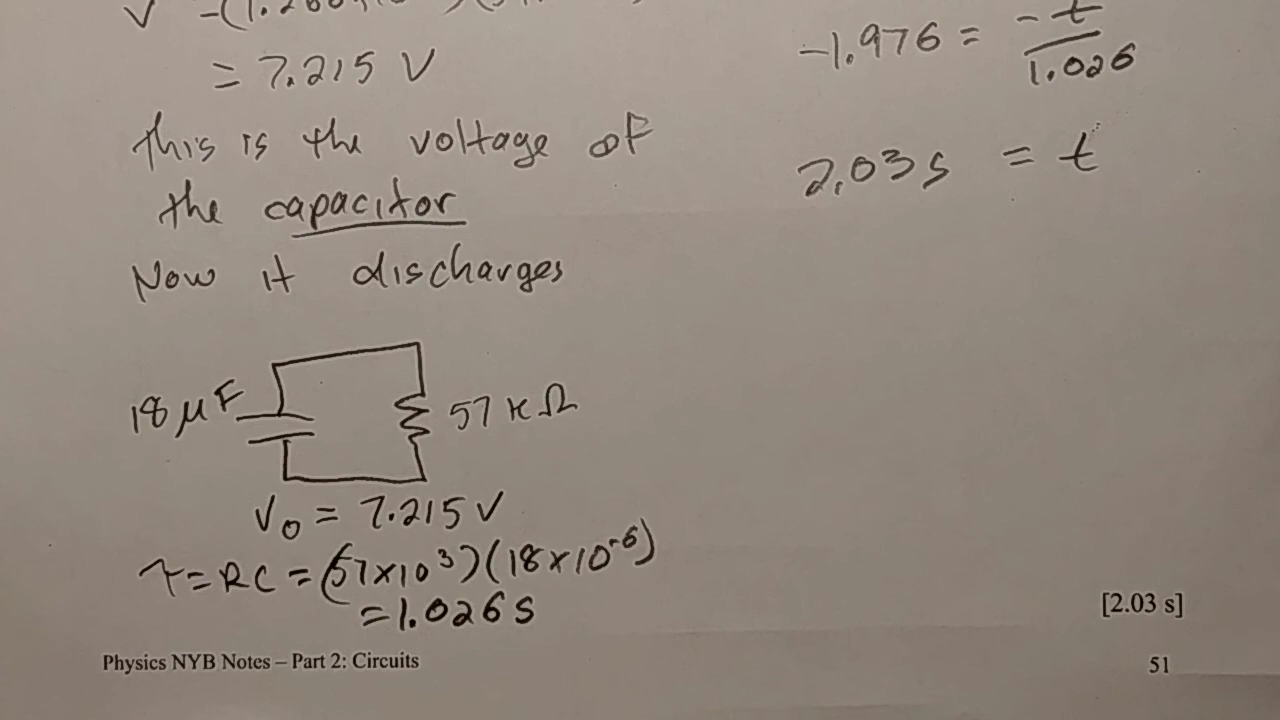 = 7.215 V
this is the voltage of
the capacitor
Now it discharges
18 μF
57 KΩ
V₀ = 7.215 V
τ = RC = (57×10³)(18×10⁻⁶)
= 1.026 s
-1.976 = -t/1.026
2.03 s = t
[2.03 s]
Physics NYB Notes – Part 2: Circuits
51